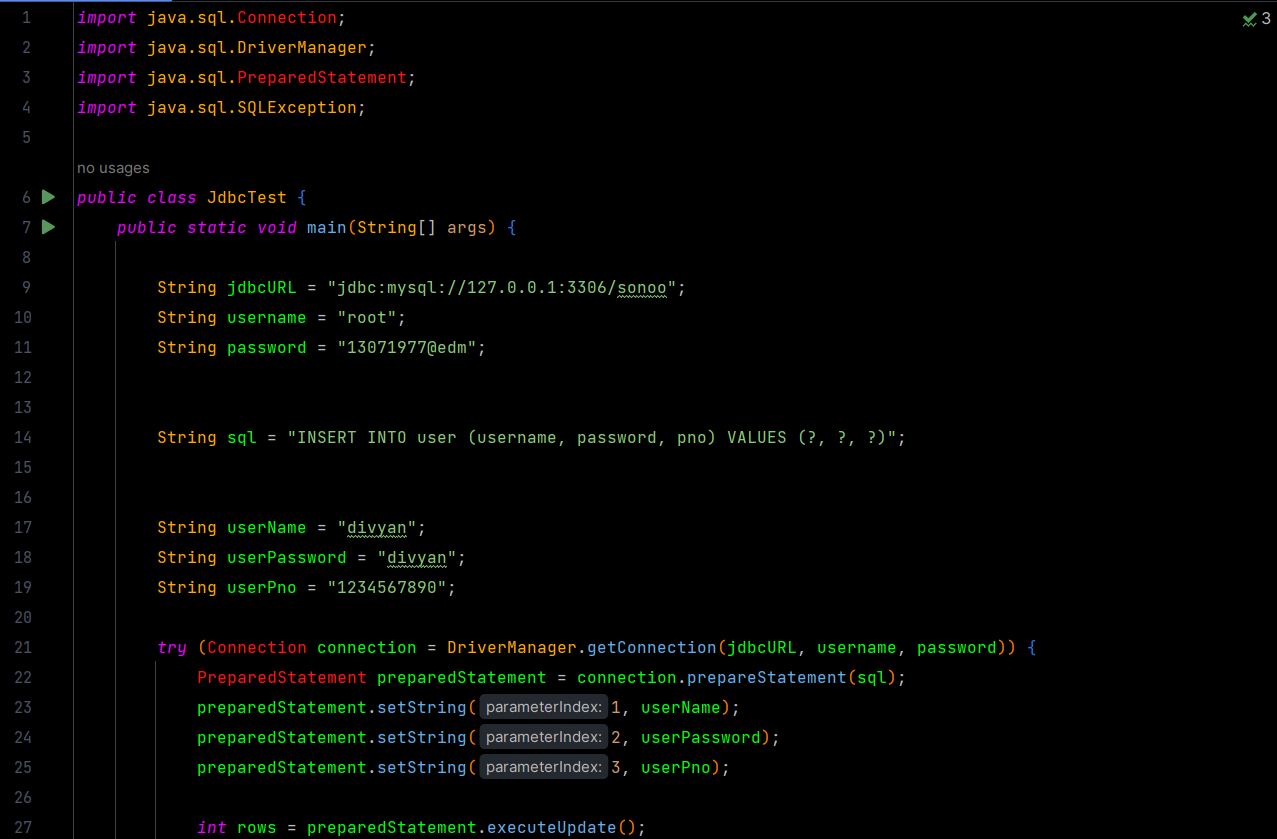 1 import java.sql.Connection; 3
2 import java.sql.DriverManager;
3 import java.sql.PreparedStatement;
4 import java.sql.SQLException;
5
no usages
6 public class JdbcTest {
7 public static void main(String[] args) {
8
9 String jdbcURL = "jdbc:mysql://127.0.0.1:3306/sonoo";
10 String username = "root";
11 String password = "13071977@edm";
12
13
14 String sql = "INSERT INTO user (username, password, pno) VALUES (?, ?, ?)";
15
16
17 String userName = "divyan";
18 String userPassword = "divyan";
19 String userPno = "1234567890";
20
21 try (Connection connection = DriverManager.getConnection(jdbcURL, username, password)) {
22 PreparedStatement preparedStatement = connection.prepareStatement(sql);
23 preparedStatement.setString( parameterIndex: 1, userName);
24 preparedStatement.setString( parameterIndex: 2, userPassword);
25 preparedStatement.setString( parameterIndex: 3, userPno);
26
27 int rows = preparedStatement.executeUpdate();